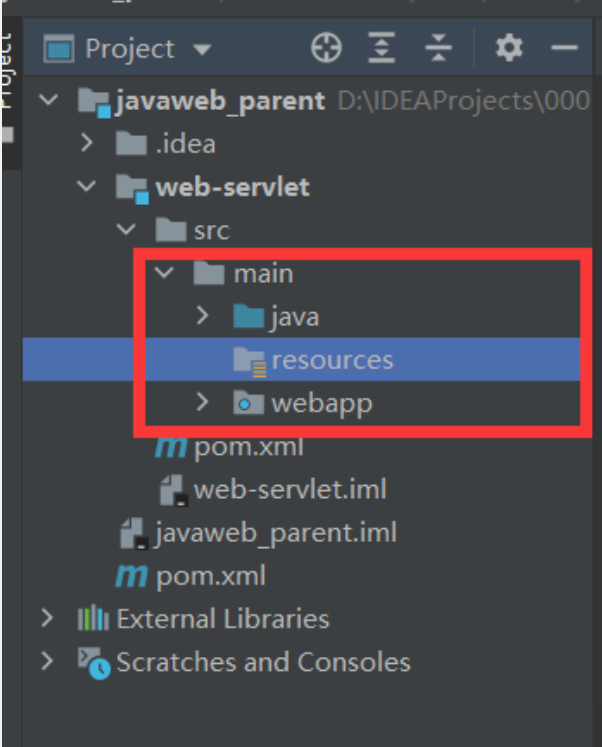 Project
Project
javaweb_parent D:\IDEAProjects\000
.idea
web-servlet
src
main
java
resources
webapp
pom.xml
web-servlet.iml
javaweb_parent.iml
pom.xml
External Libraries
Scratches and Consoles